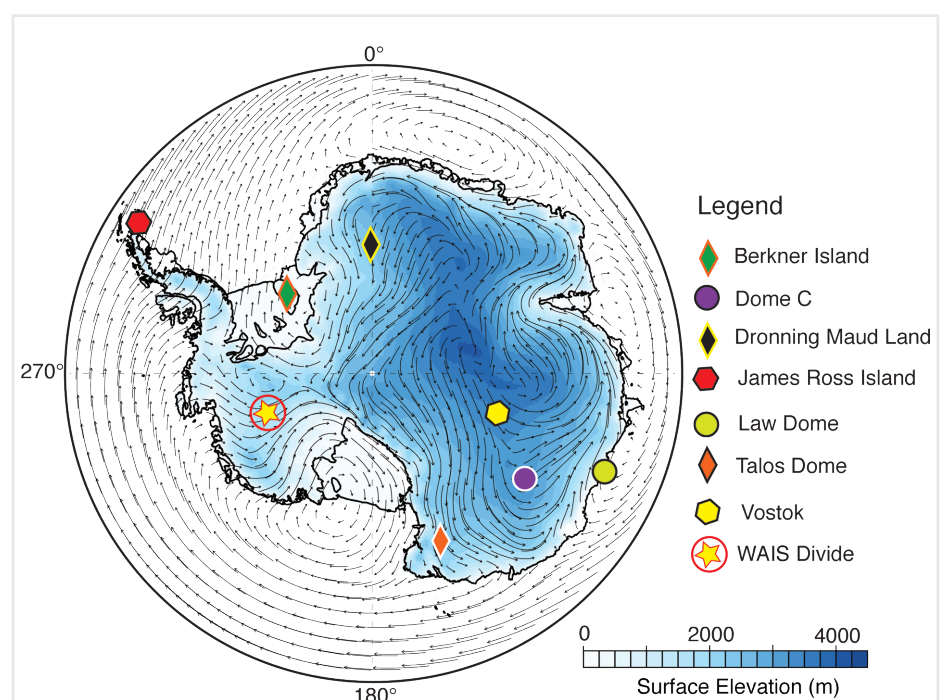 0°
Legend
Berkner Island
Dome C
Dronning Maud Land
270°
James Ross Island
Law Dome
Talos Dome
Vostok
WAIS Divide
0 2000 4000
Surface Elevation (m)
180°